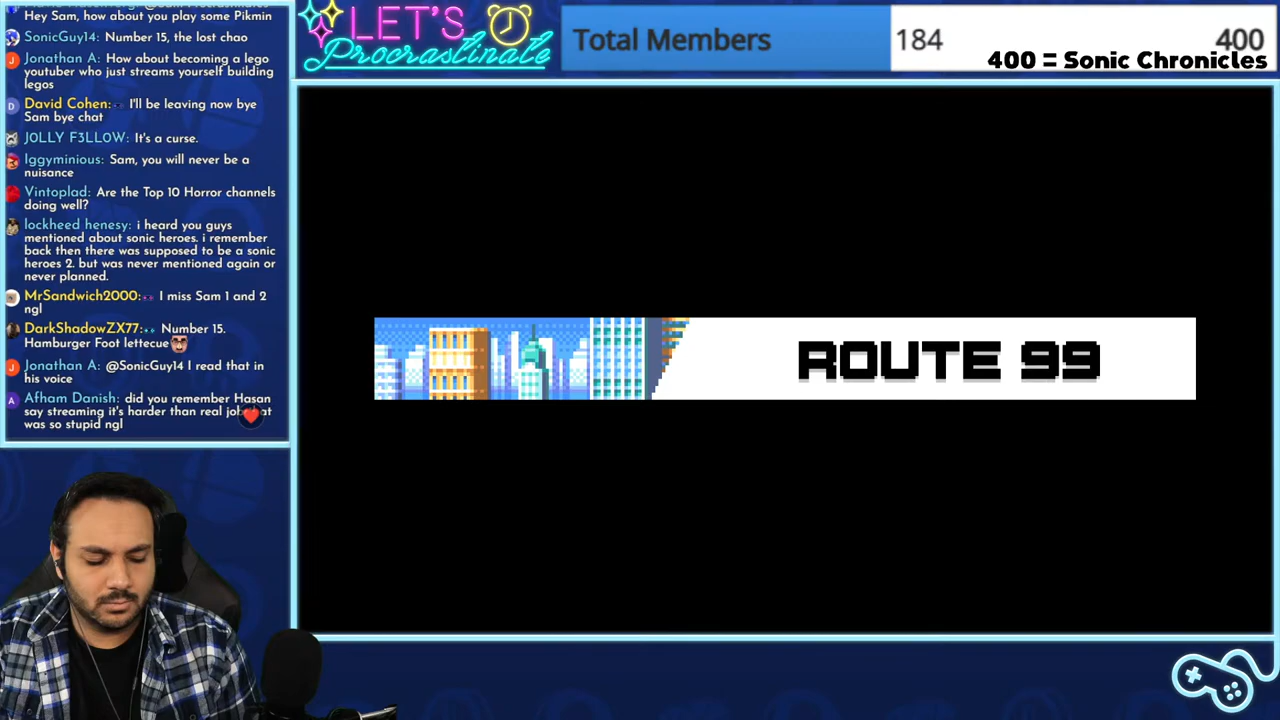 Hey Sam, how about you play some Pikmin
SonicGuy14: Number 15, the lost chao
Jonathan A: How about becoming a lego
youtuber who just streams yourself building
legos
David Cohen: I'll be leaving now bye
Sam bye chat
J0LLY F3LL0W: It's a curse.
Iggyminious: Sam, you will never be a
nuisance
Vintoplad: Are the Top 10 Horror channels
doing well?
lockheed henesy: i heard you guys
mentioned about sonic heroes. i remember
back then there was supposed to be a sonic
heroes 2. but was never mentioned again or
never planned.
MrSandwich2000: I miss Sam 1 and 2
ngl
DarkShadowZX77: Number 15.
Hamburger Foot lettecue
Jonathan A: @SonicGuy14 I read that in
his voice
Afham Danish: did you remember Hasan
say streaming it's harder than real job
was so stupid ngl
LET'S
Procrastinate
Total Members
184
400
400 = Sonic Chronicles
ROUTE 99